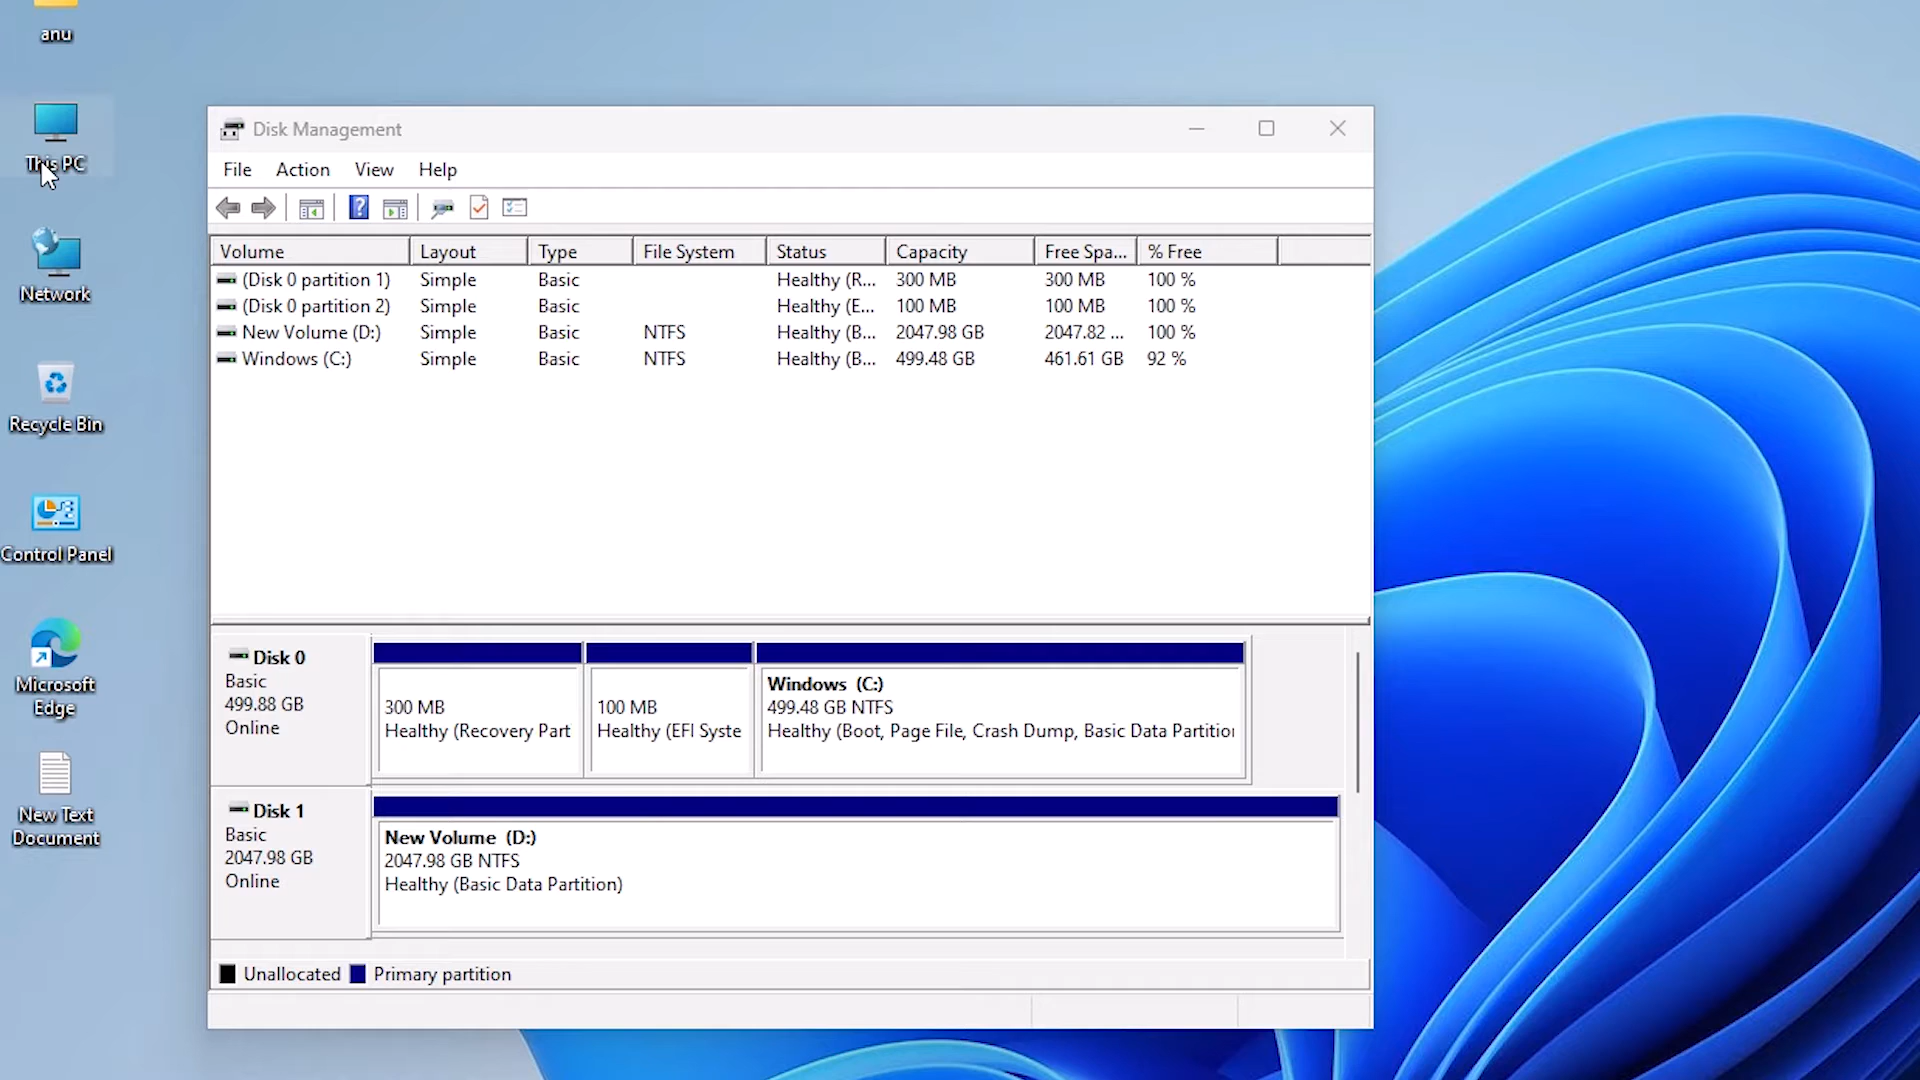 anu
This PC
Network
Recycle Bin
Control Panel
Microsoft
Edge
New Text
Document
Disk Management
File Action View Help
Volume Layout Type File System Status Capacity Free Spa... % Free
(Disk 0 partition 1) Simple Basic Healthy (R... 300 MB 300 MB 100 %
(Disk 0 partition 2) Simple Basic Healthy (E... 100 MB 100 MB 100 %
New Volume (D:) Simple Basic NTFS Healthy (B... 2047.98 GB 2047.82 ... 100 %
Windows (C:) Simple Basic NTFS Healthy (B... 499.48 GB 461.61 GB 92 %
Disk 0
Basic
499.88 GB
Online
300 MB
Healthy (Recovery Part
100 MB
Healthy (EFI Syste
Windows (C:)
499.48 GB NTFS
Healthy (Boot, Page File, Crash Dump, Basic Data Partitio
Disk 1
Basic
2047.98 GB
Online
New Volume (D:)
2047.98 GB NTFS
Healthy (Basic Data Partition)
Unallocated Primary partition